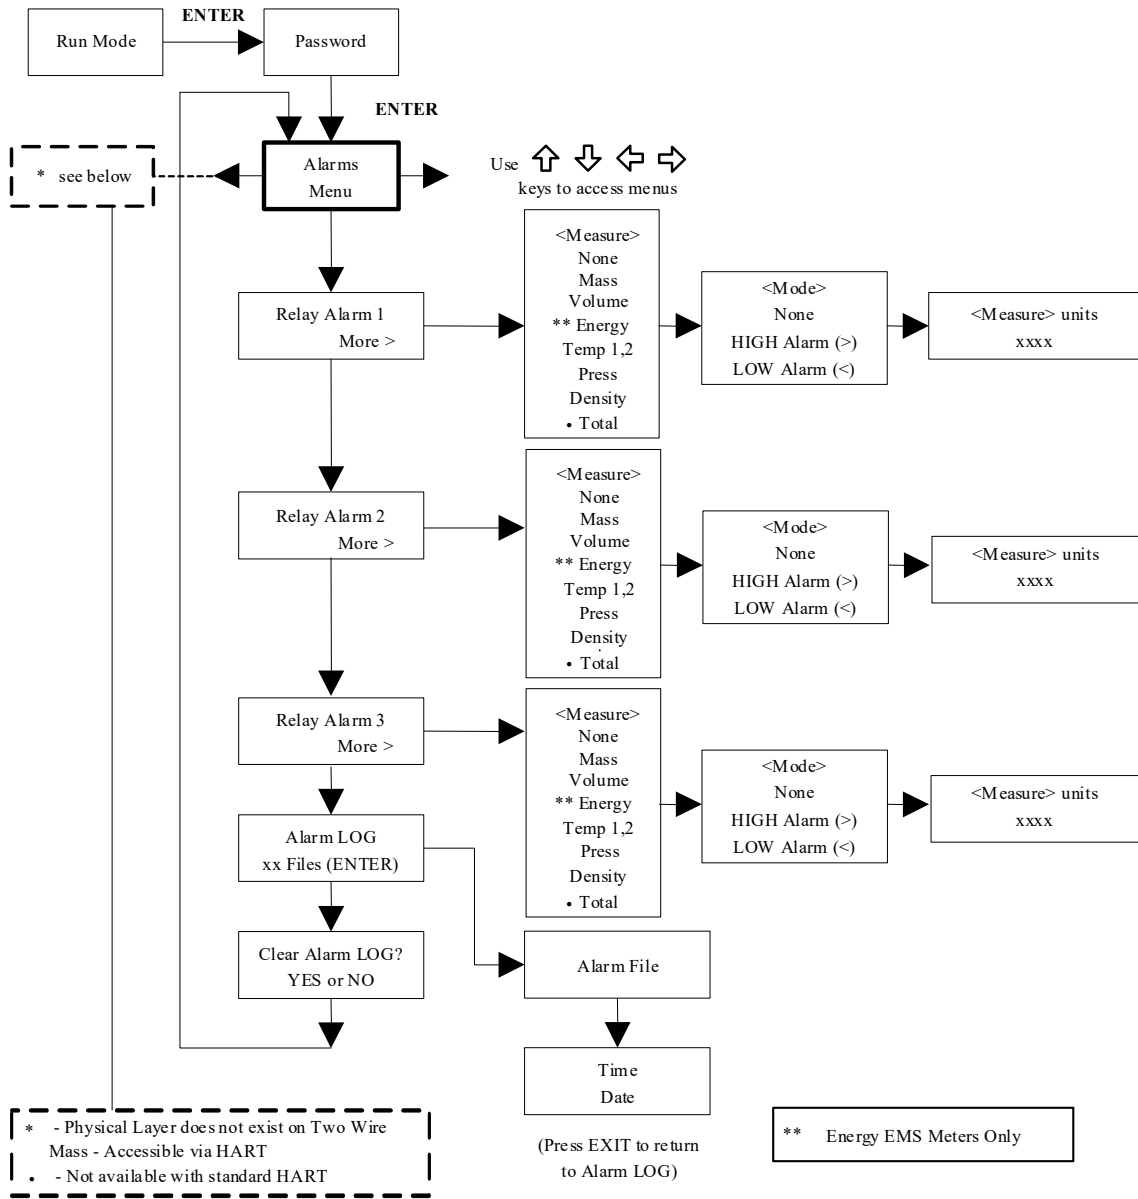 ENTER
Run Mode
Password
ENTER
* see below
Alarms
Menu
Use
keys to access menus
Relay Alarm 1
More >
<Measure>
None
Mass
Volume
** Energy
Temp 1,2
Press
Density
• Total
<Mode>
None
HIGH Alarm (>)
LOW Alarm (<)
<Measure> units
xxxx
Relay Alarm 2
More >
<Measure>
None
Mass
Volume
** Energy
Temp 1,2
Press
Density
• Total
<Mode>
None
HIGH Alarm (>)
LOW Alarm (<)
<Measure> units
xxxx
Relay Alarm 3
More >
<Measure>
None
Mass
Volume
** Energy
Temp 1,2
Press
Density
• Total
<Mode>
None
HIGH Alarm (>)
LOW Alarm (<)
<Measure> units
xxxx
Alarm LOG
xx Files (ENTER)
Clear Alarm LOG?
YES or NO
Alarm File
Time
Date
(Press EXIT to return
to Alarm LOG)
* - Physical Layer does not exist on Two Wire
Mass - Accessible via HART
• - Not available with standard HART
** Energy EMS Meters Only